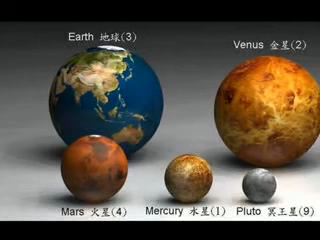 Earth 地球(3)
Venus 金星(2)
Mars 火星(4)
Mercury 水星(1)
Pluto 冥王星(9)